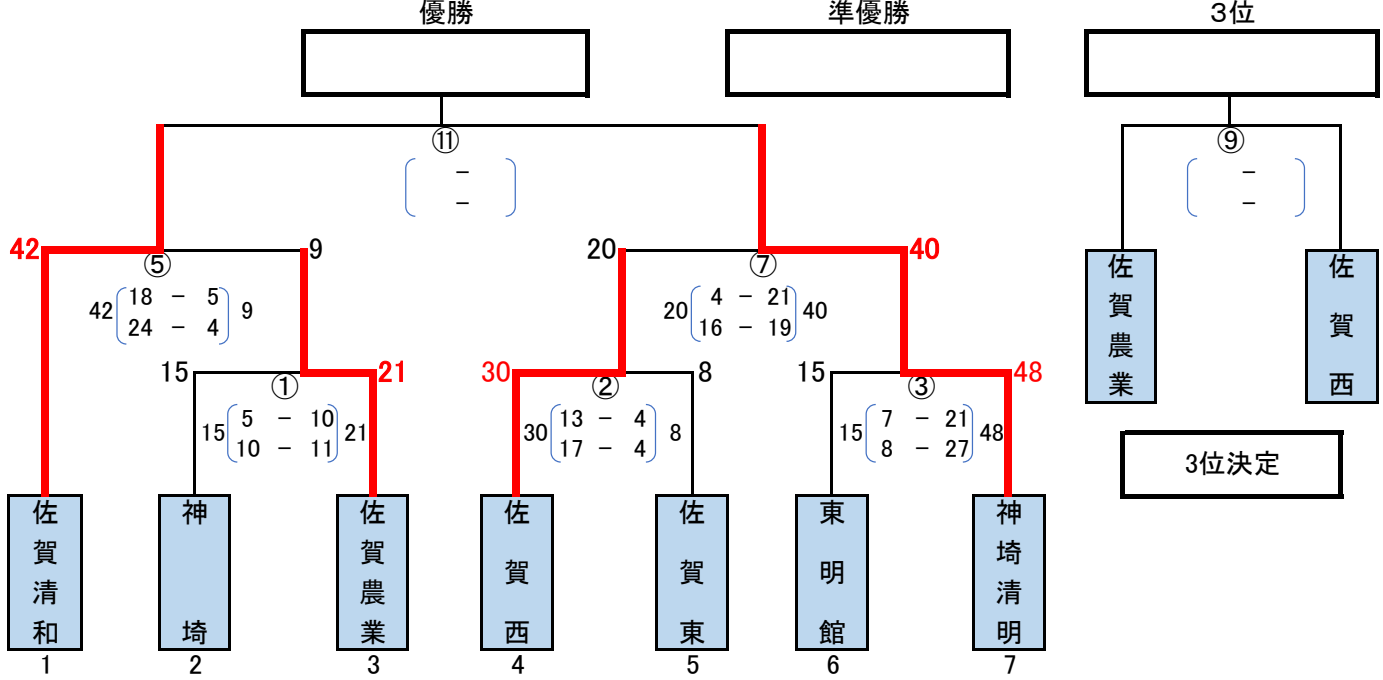 優勝 準優勝 3位
⑪ ⑨
－ －
－ －
42 9 20 40
⑤ ⑦
42 18 － 5 9
24 － 4
20 4 － 21 40
16 － 19
15 21 30 8 15 48
① ② ③
15 5 － 10 21
10 － 11
30 13 － 4 8
17 － 4
15 7 － 21 48
8 － 27
佐賀農業
佐賀西
3位決定
佐賀清和
神埼
佐賀農業
佐賀西
佐賀東
東明館
神埼清明
1 2 3 4 5 6 7